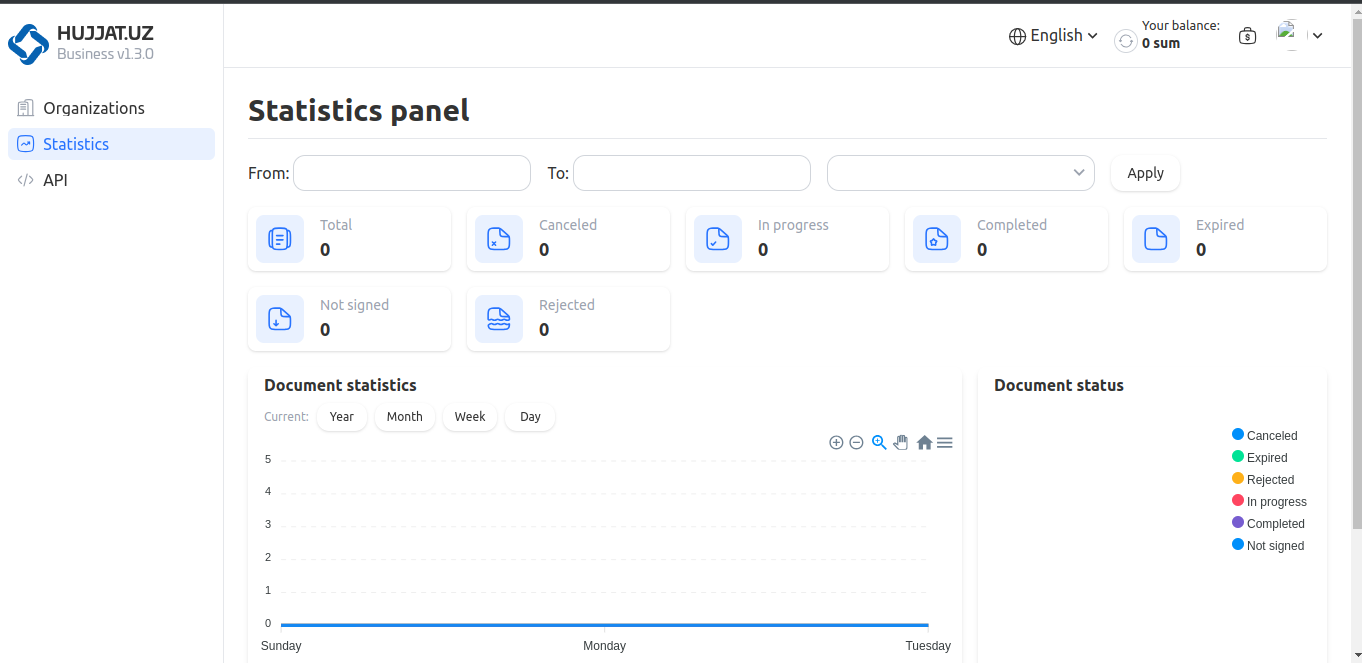 HUJJAT.UZ
Business v1.3.0
English
Your balance:
0 sum
Organizations
Statistics
API
Statistics panel
From:
To:
Apply
Total
0
Canceled
0
In progress
0
Completed
0
Expired
0
Not signed
0
Rejected
0
Document statistics
Current: Year Month Week Day
5
4
3
2
1
0
Sunday Monday Tuesday
Document status
Canceled
Expired
Rejected
In progress
Completed
Not signed